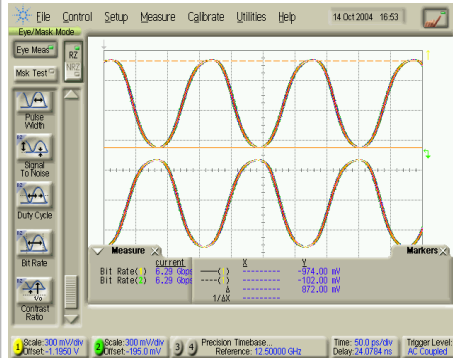 File Control Setup Measure Calibrate Utilities Help 14 Oct 2004 16:53
Eye/Mask Mode
Eye Meas
RZ
NRZ
Msk Test
Pulse
Width
Signal
To Noise
Duty Cycle
Bit Rate
Contrast
Ratio
Measure
current
Bit Rate(1) 6.29 Gbps
Bit Rate(2) 6.29 Gbps
Markers
X Y
----( ) --------- -974.00 mV
----( ) --------- -102.00 mV
Δ --------- 872.00 mV
1/ΔX ---------
1 Scale:300 mV/div
Offset:-1.1950 V
2 Scale:300 mV/div
Offset:-195.0 mV
3 4
Precision Timebase...
Reference: 12.50000 GHz
Time: 50.0 ps/div
Delay:24.0784 ns
Trigger Level:
AC Coupled